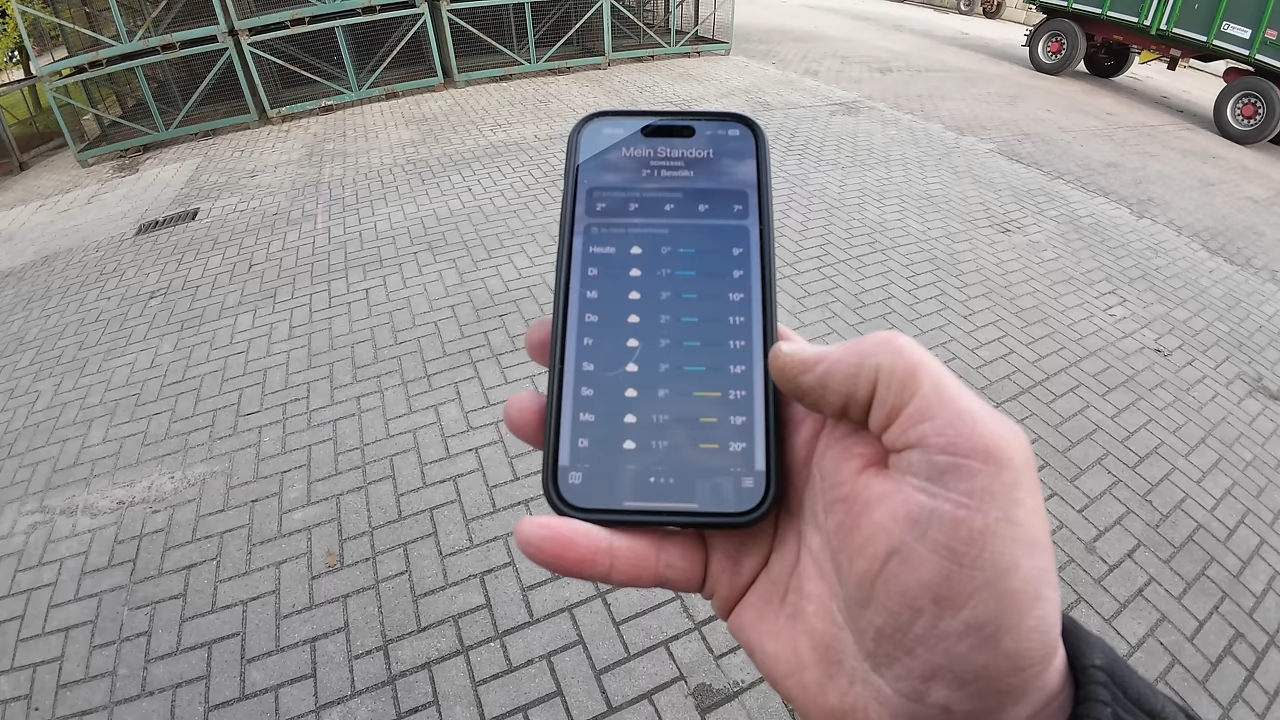 Mein Standort
SCHEESSEL
2° | Bewölkt
2° 3° 4° 6° 7°
Heute 0° 9°
Di -1° 9°
Mi 3° 10°
Do 2° 11°
Fr 3° 11°
Sa 3° 14°
So 8° 21°
Mo 11° 19°
Di 11° 20°